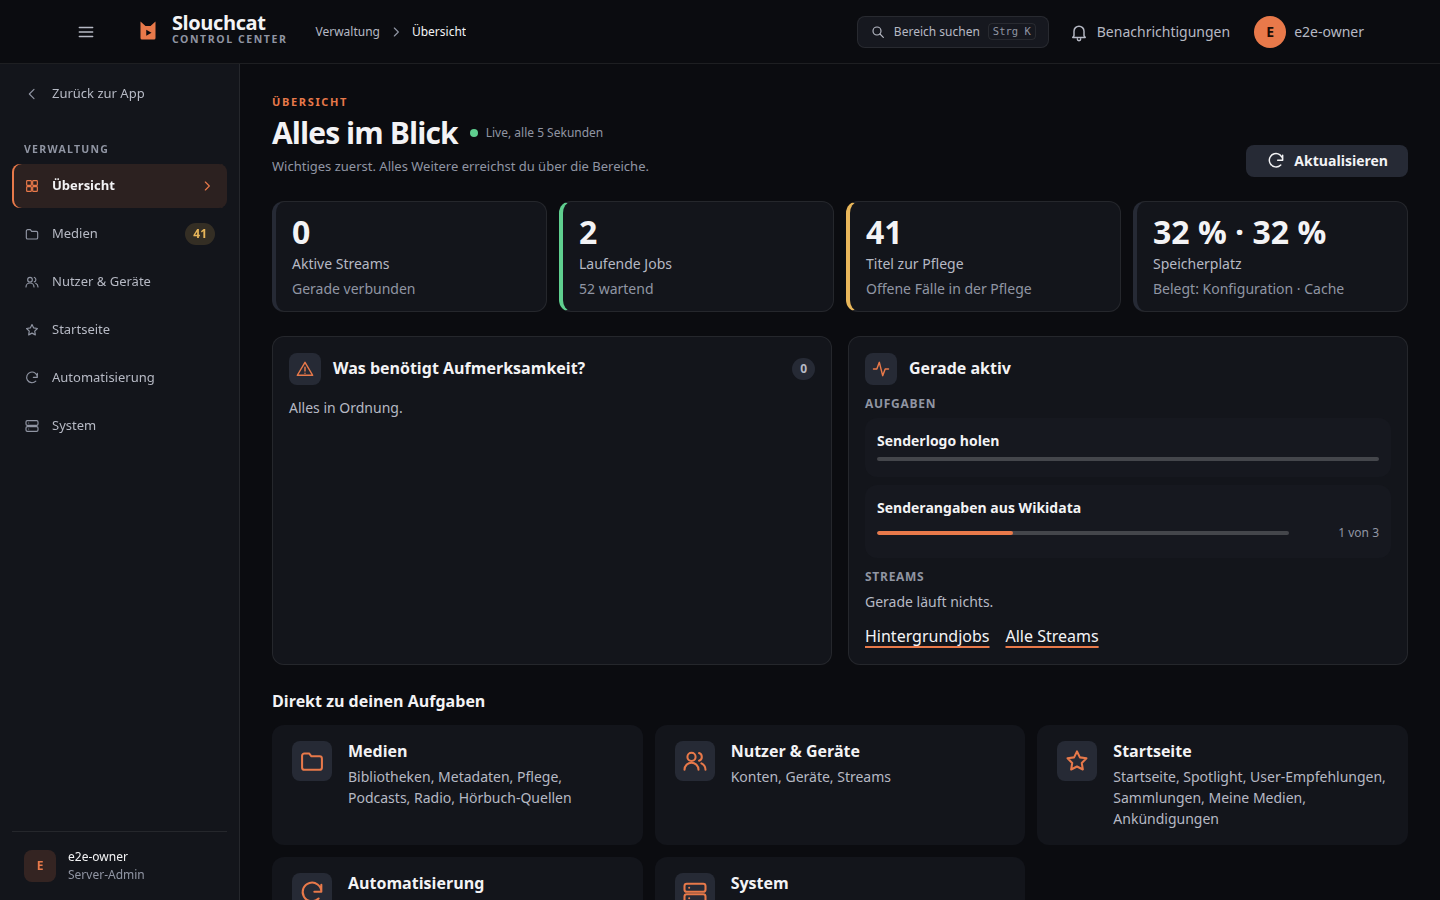 Slouchcat
CONTROL CENTER
Verwaltung > Übersicht
Bereich suchen Strg K
Benachrichtigungen
E e2e-owner
Zurück zur App
VERWALTUNG
Übersicht
Medien 41
Nutzer & Geräte
Startseite
Automatisierung
System
E
e2e-owner
Server-Admin
ÜBERSICHT
Alles im Blick
Live, alle 5 Sekunden
Wichtiges zuerst. Alles Weitere erreichst du über die Bereiche.
Aktualisieren
0
Aktive Streams
Gerade verbunden
2
Laufende Jobs
52 wartend
41
Titel zur Pflege
Offene Fälle in der Pflege
32 % · 32 %
Speicherplatz
Belegt: Konfiguration · Cache
Was benötigt Aufmerksamkeit? 0
Alles in Ordnung.
Gerade aktiv
AUFGABEN
Senderlogo holen
Senderangaben aus Wikidata
1 von 3
STREAMS
Gerade läuft nichts.
Hintergrundjobs Alle Streams
Direkt zu deinen Aufgaben
Medien
Bibliotheken, Metadaten, Pflege,
Podcasts, Radio, Hörbuch-Quellen
Nutzer & Geräte
Konten, Geräte, Streams
Startseite
Startseite, Spotlight, User-Empfehlungen,
Sammlungen, Meine Medien,
Ankündigungen
Automatisierung
System